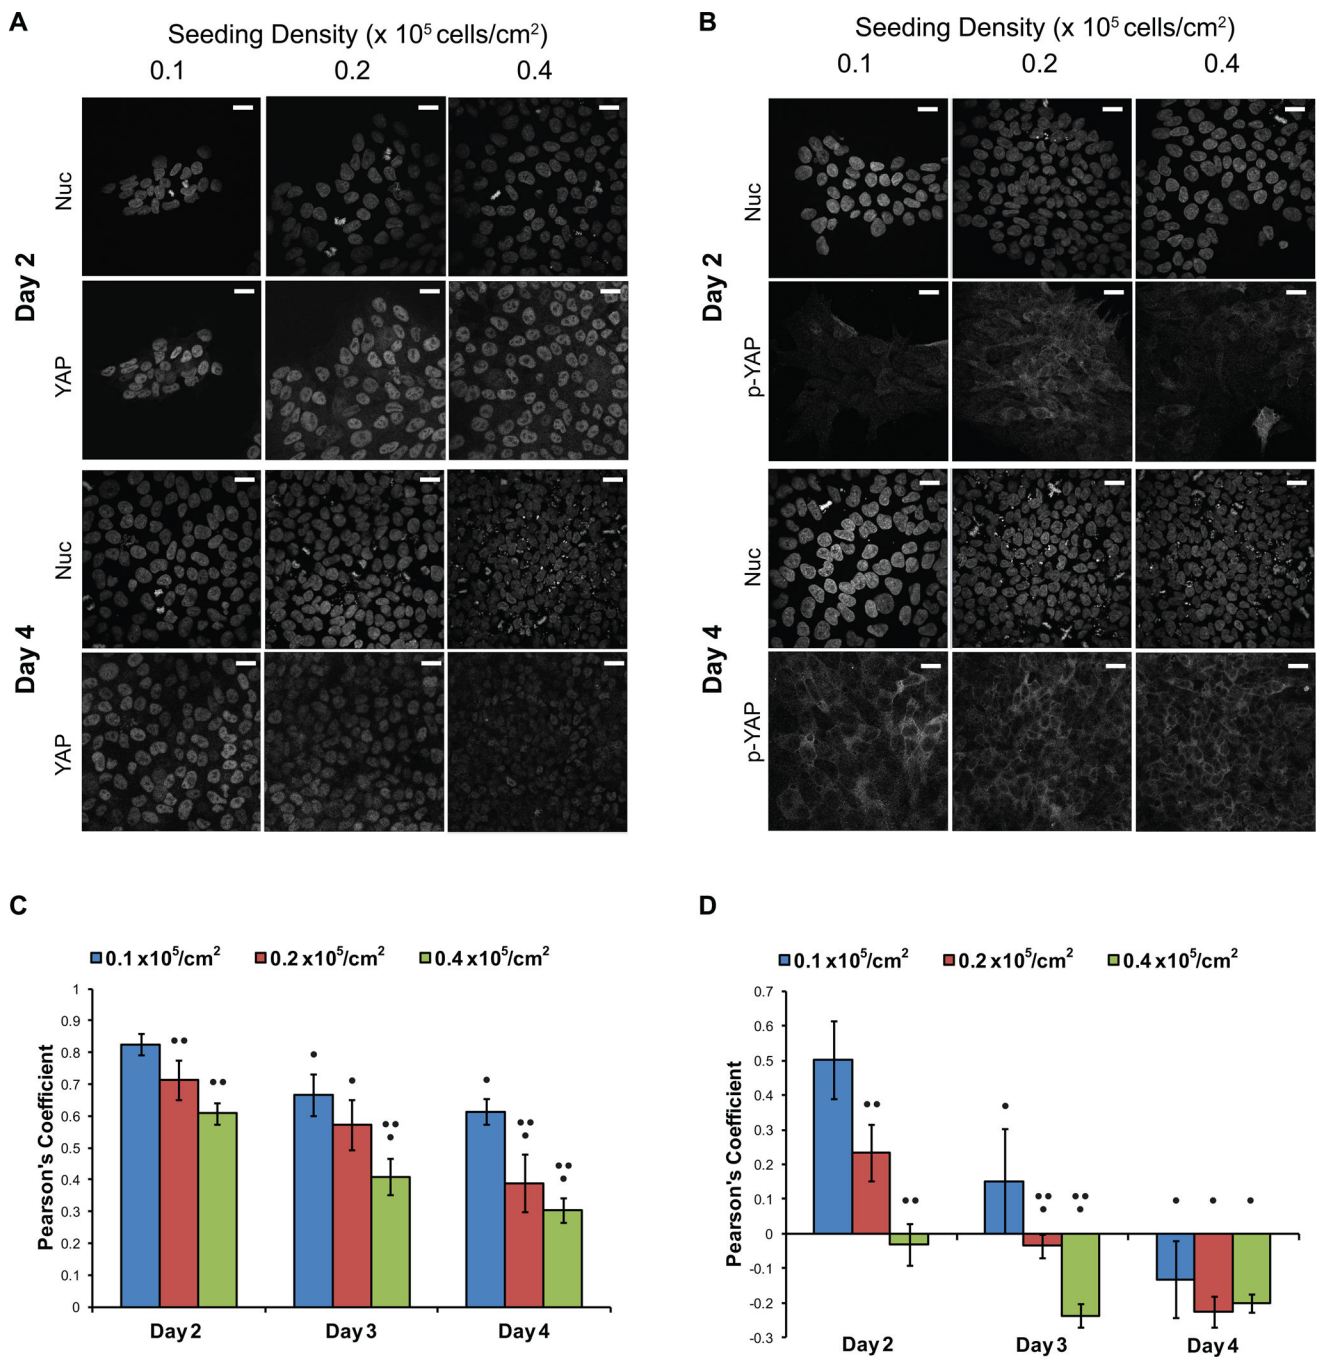 A
Seeding Density (x 10⁵ cells/cm²)
0.1 0.2 0.4
Day 2
Nuc
YAP
Day 4
Nuc
YAP
B
Seeding Density (x 10⁵ cells/cm²)
0.1 0.2 0.4
Day 2
Nuc
p-YAP
Day 4
Nuc
p-YAP
C
0.1 x10⁵/cm² 0.2 x10⁵/cm² 0.4 x10⁵/cm²
Pearson's Coefficient
1
0.9
0.8
0.7
0.6
0.5
0.4
0.3
0.2
0.1
0
Day 2 Day 3 Day 4
D
0.1 x10⁵/cm² 0.2 x10⁵/cm² 0.4 x10⁵/cm²
Pearson's Coefficient
0.7
0.6
0.5
0.4
0.3
0.2
0.1
0
-0.1
-0.2
-0.3
Day 2 Day 3 Day 4